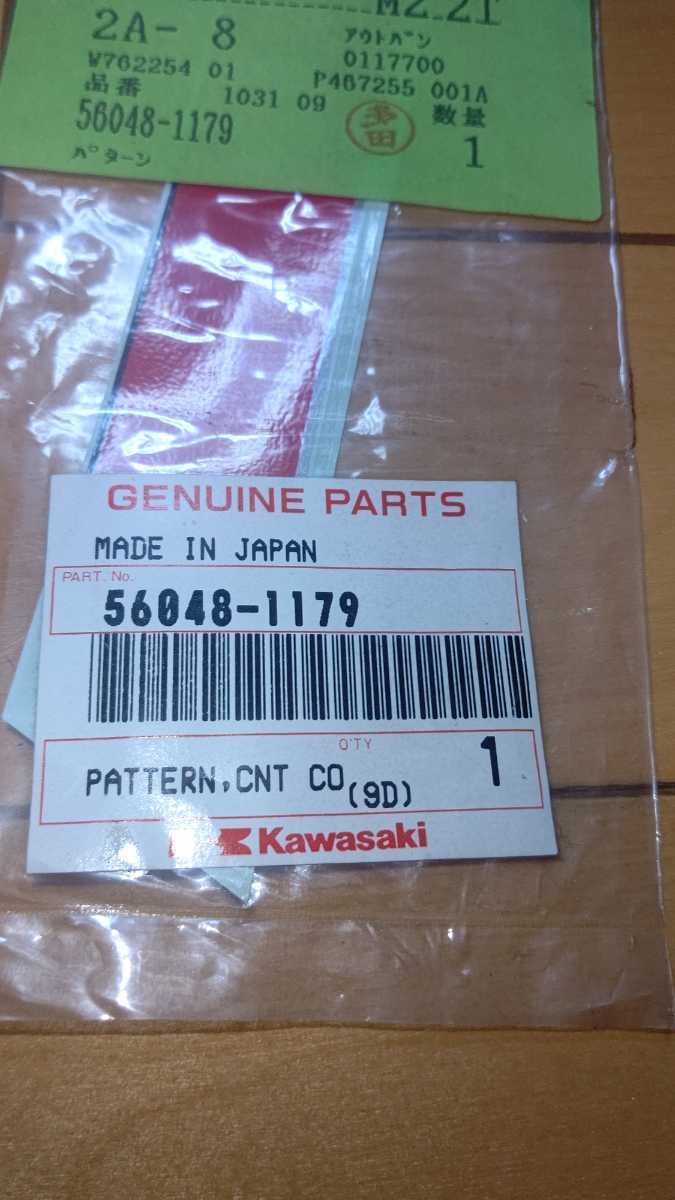 M2-21
2A- 8 アウトバン
0117700
W762254 01 P467255 001A
品番 1031 09 数量
56048-1179 多田 1
パターン
GENUINE PARTS
MADE IN JAPAN
PART. No.
56048-1179
Q'TY
PATTERN,CNT CO(9D) 1
Kawasaki